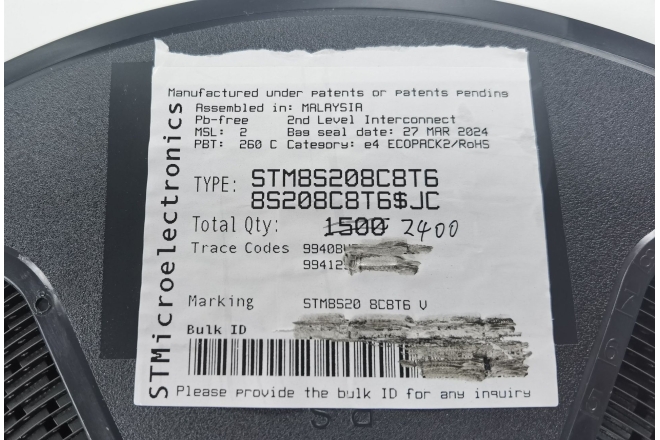 Manufactured under patents or patents pending
STMicroelectronics
Assembled in: MALAYSIA
Pb-free 2nd Level Interconnect
MSL: 2 Bag seal date: 27 MAR 2024
PBT: 260 C Category: e4 ECOPACK2/RoHS
TYPE: STM8S208C8T6
8S208C8T6$JC
Total Qty: 1500 2400
Trace Codes 9940B
99412
Marking STM8S20 8C8T6 V
Bulk ID
Please provide the bulk ID for any inquiry